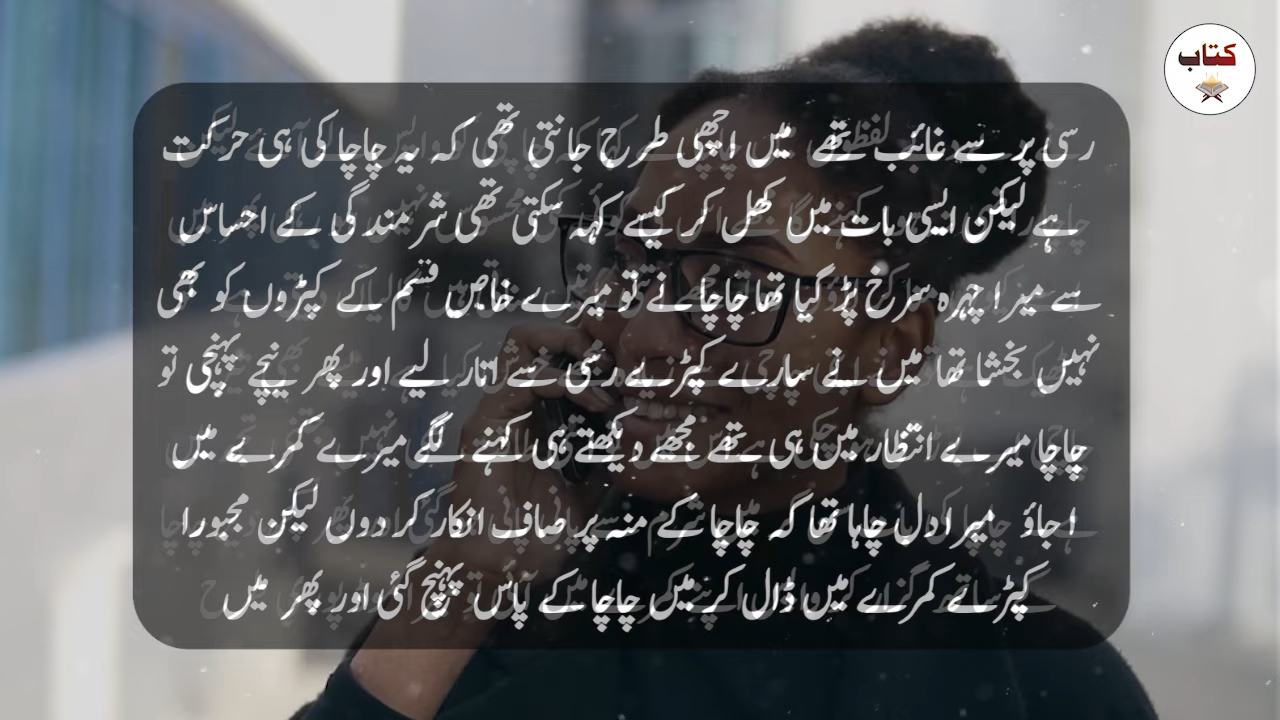 کتاب
رسی پر سے غائب تھے میں اچھی طرح جانتی تھی کہ یہ چاچا کی ہی حرکت
ہے لیکن ایسی بات میں کھل کر کیسے کہہ سکتی تھی شرمندگی کے احساس
سے میرا چہرہ سرخ پڑ گیا تھا چاچا نے تو میرے خاص قسم کے کپڑوں کو بھی
نہیں بخشا تھا میں نے سارے کپڑے رسی سے اتار لیے اور پھر نیچے پہنچی تو
چاچا میرے انتظار میں ہی تھے مجھے دیکھتے ہی کہنے لگے میرے کمرے میں
ا جاؤ میرا دل چاہا تھا کہ چاچا کے منہ پر صاف انکار کر دوں لیکن مجبورا
کپڑے کمرے میں ڈال کر میں چاچا کے پاس پہنچ گئی اور پھر میں